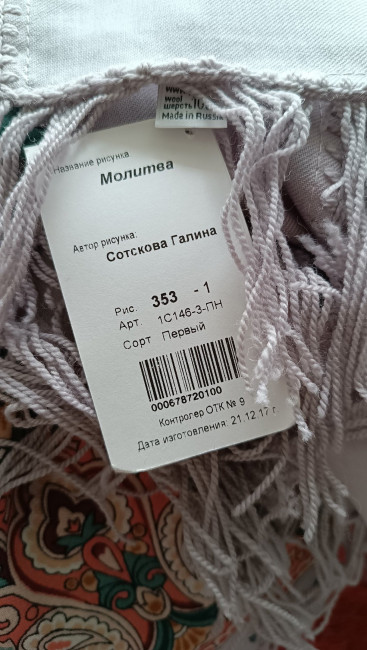 wool
шерсть 10
Made in Russia
Название рисунка
Молитва
Автор рисунка:
Сотскова Галина
Рис. 353 - 1
Арт. 1С146-3-ПН
Сорт Первый
000678720100
Контролер ОТК № 9
Дата изготовления: 21.12.17 г.